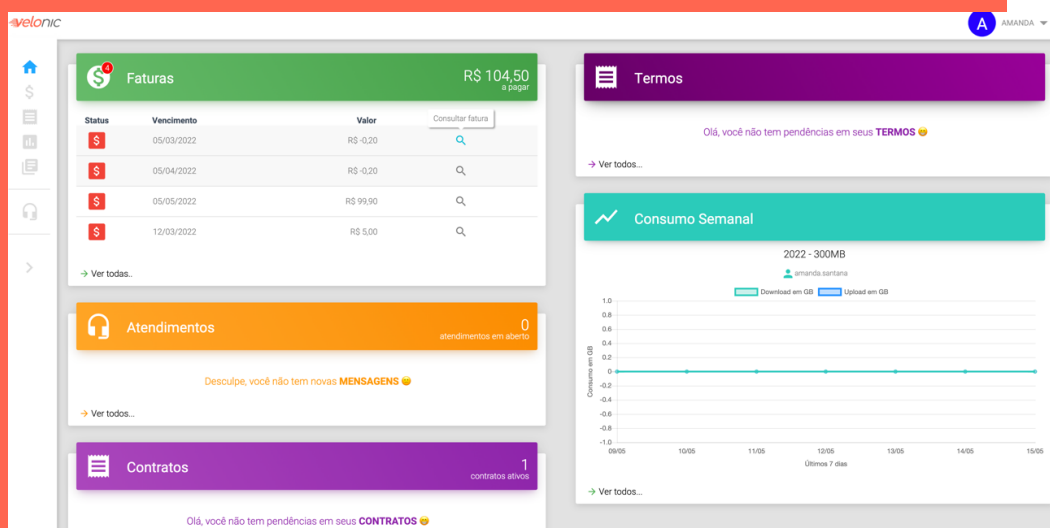 velonic
A AMANDA
4
Faturas
R$ 104,50
a pagar
Status Vencimento Valor
Consultar fatura
$ 05/03/2022 R$ -0,20
$ 05/04/2022 R$ -0,20
$ 05/05/2022 R$ 99,90
$ 12/03/2022 R$ 5,00
→ Ver todas..
Atendimentos
0
atendimentos em aberto
Desculpe, você não tem novas MENSAGENS
→ Ver todos...
Contratos
1
contratos ativos
Olá, você não tem pendências em seus CONTRATOS
Termos
Olá, você não tem pendências em seus TERMOS
→ Ver todos...
Consumo Semanal
2022 - 300MB
amanda.santana
Download em GB Upload em GB
Consumo em GB
1.0
0.8
0.6
0.4
0.2
0
-0.2
-0.4
-0.6
-0.8
-1.0
09/05 10/05 11/05 12/05 13/05 14/05 15/05
Últimos 7 dias
→ Ver todos...